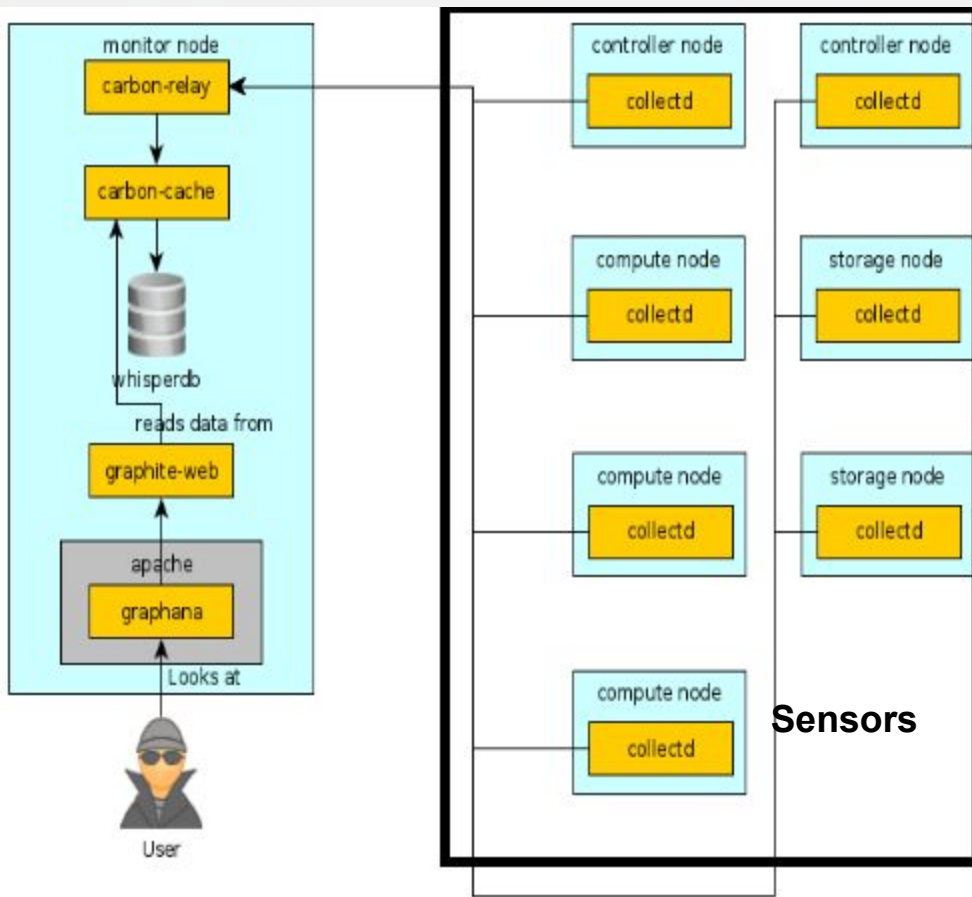 monitor node
carbon-relay
carbon-cache
whisperdb
reads data from
graphite-web
apache
graphana
Looks at
User
controller node
collectd
controller node
collectd
compute node
collectd
storage node
collectd
compute node
collectd
storage node
collectd
compute node
collectd
Sensors